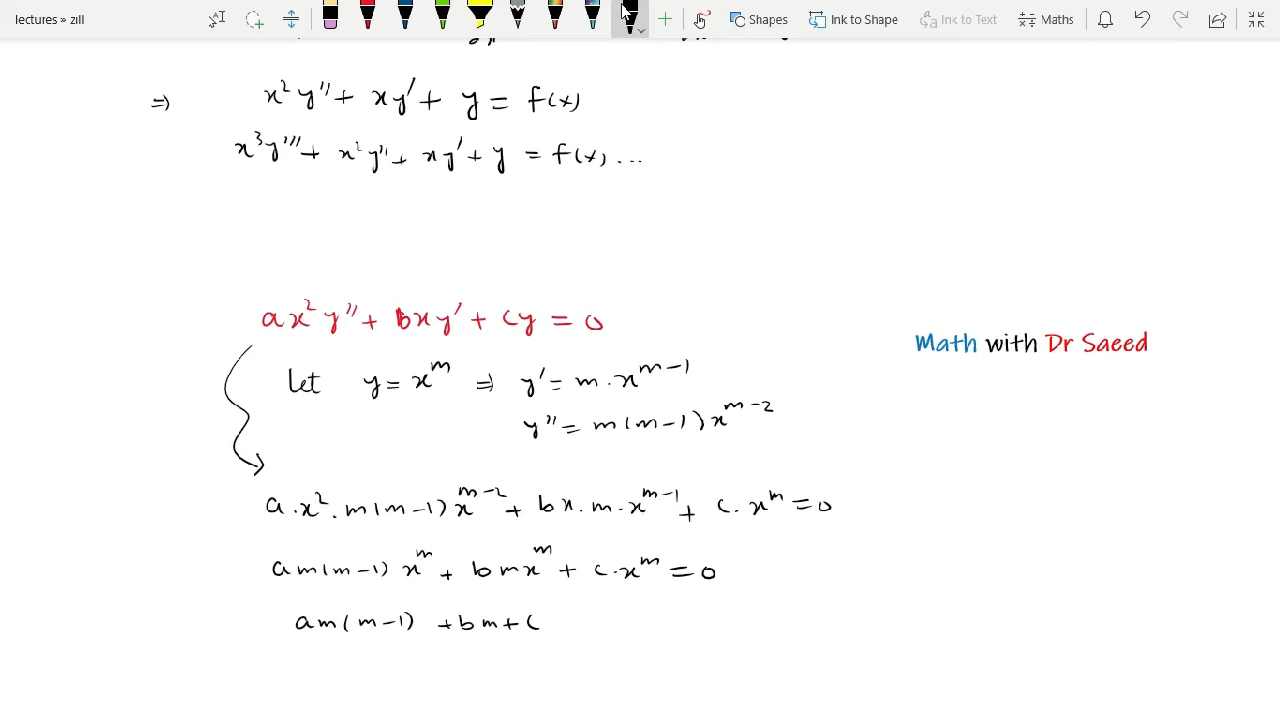 lectures » zill
Shapes
Ink to Shape
Ink to Text
Maths
⇒ x²y'' + xy' + y = f(x)
x³y''' + x²y'' + xy' + y = f(x) ...
ax²y'' + bxy' + cy = 0
Math with Dr Saeed
Let y = x^m ⇒ y' = m·x^(m-1)
y'' = m(m-1)x^(m-2)
a·x²·m(m-1)x^(m-2) + bx·m·x^(m-1) + c·x^m = 0
am(m-1)x^m + bmx^m + c·x^m = 0
am(m-1) + bm + c